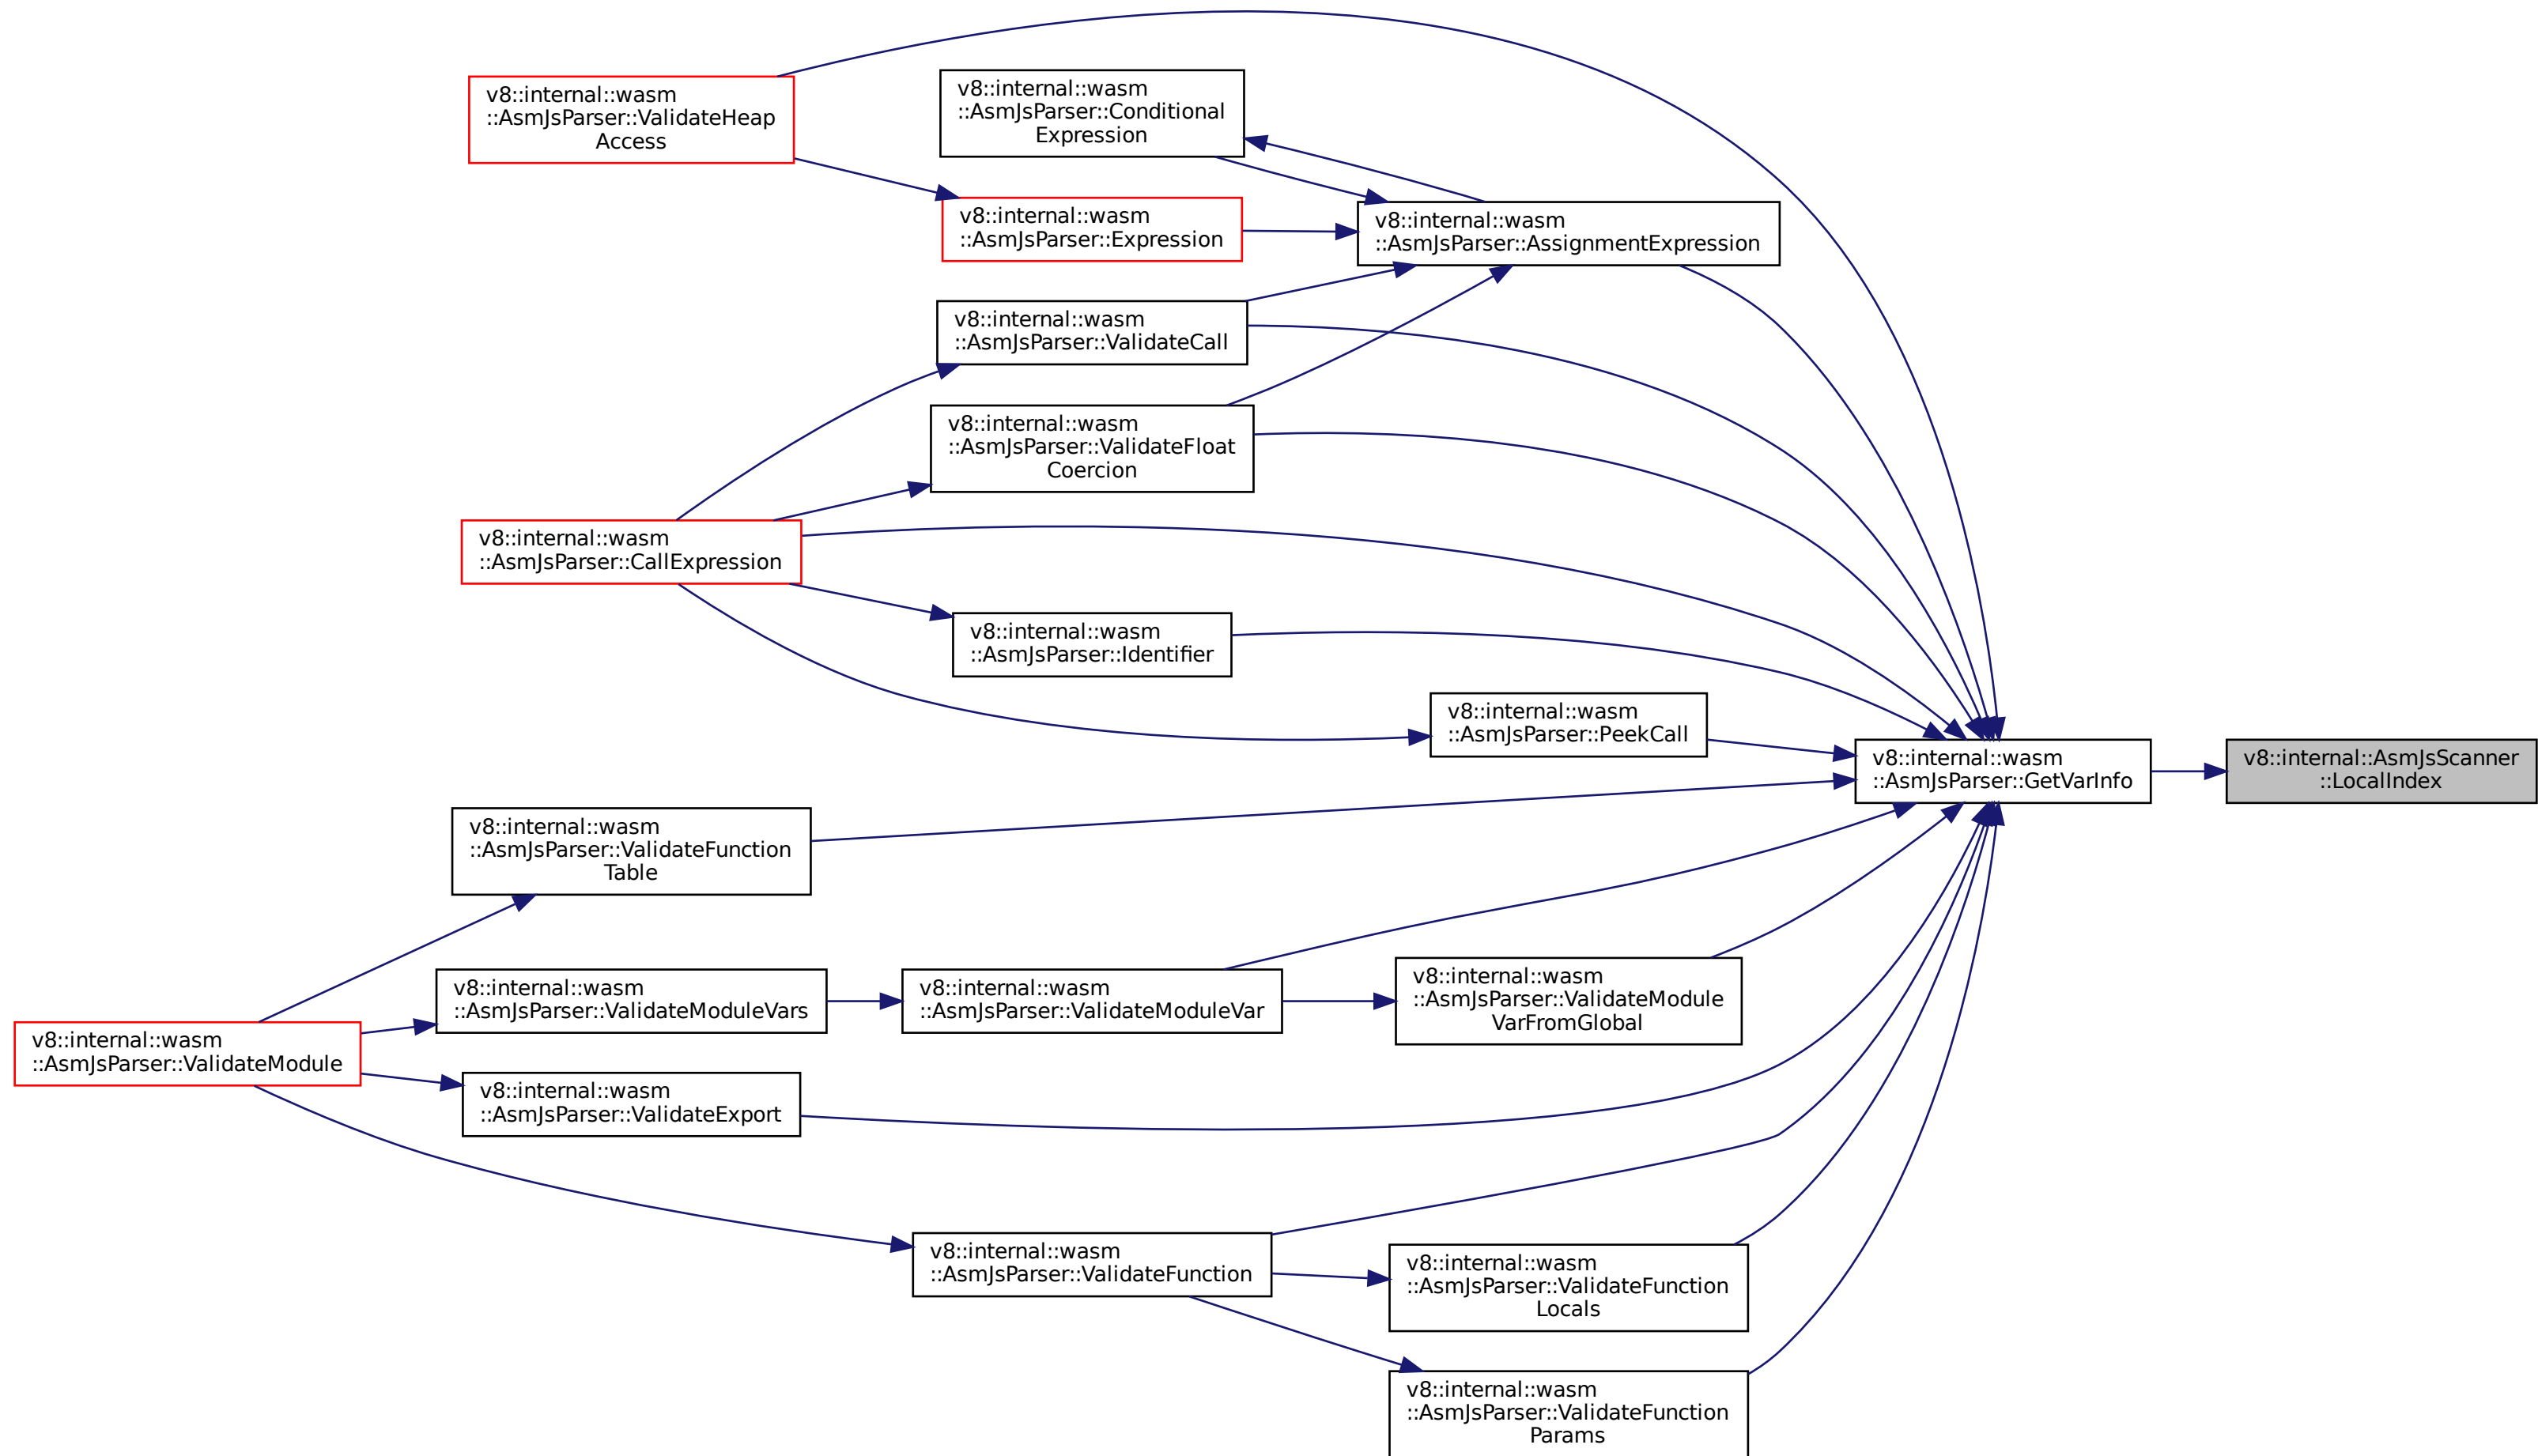 v8::internal::wasm
::AsmJsParser::ValidateHeap
Access
v8::internal::wasm
::AsmJsParser::Conditional
Expression
v8::internal::wasm
::AsmJsParser::Expression
v8::internal::wasm
::AsmJsParser::AssignmentExpression
v8::internal::wasm
::AsmJsParser::ValidateCall
v8::internal::wasm
::AsmJsParser::ValidateFloat
Coercion
v8::internal::wasm
::AsmJsParser::CallExpression
v8::internal::wasm
::AsmJsParser::Identifier
v8::internal::wasm
::AsmJsParser::PeekCall
v8::internal::wasm
::AsmJsParser::GetVarInfo
v8::internal::AsmJsScanner
::LocalIndex
v8::internal::wasm
::AsmJsParser::ValidateFunction
Table
v8::internal::wasm
::AsmJsParser::ValidateModuleVars
v8::internal::wasm
::AsmJsParser::ValidateModuleVar
v8::internal::wasm
::AsmJsParser::ValidateModule
VarFromGlobal
v8::internal::wasm
::AsmJsParser::ValidateModule
v8::internal::wasm
::AsmJsParser::ValidateExport
v8::internal::wasm
::AsmJsParser::ValidateFunction
v8::internal::wasm
::AsmJsParser::ValidateFunction
Locals
v8::internal::wasm
::AsmJsParser::ValidateFunction
Params